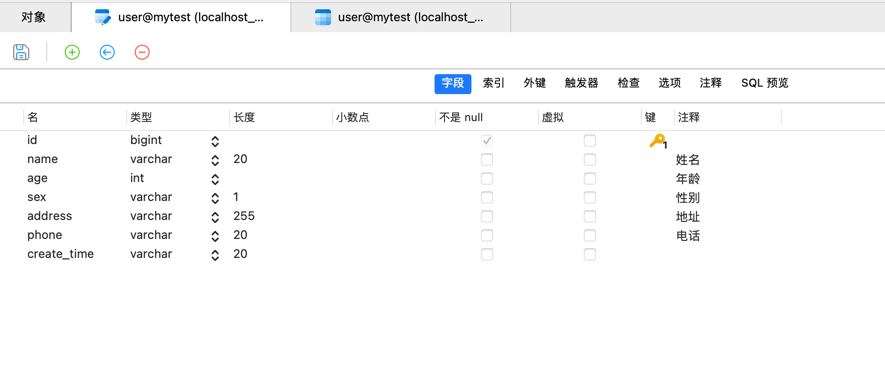 对象 user@mytest (localhost_... user@mytest (localhost_...
字段 索引 外键 触发器 检查 选项 注释 SQL 预览
名 类型 长度 小数点 不是 null 虚拟 键 注释
id bigint 1
name varchar 20 姓名
age int 年龄
sex varchar 1 性别
address varchar 255 地址
phone varchar 20 电话
create_time varchar 20